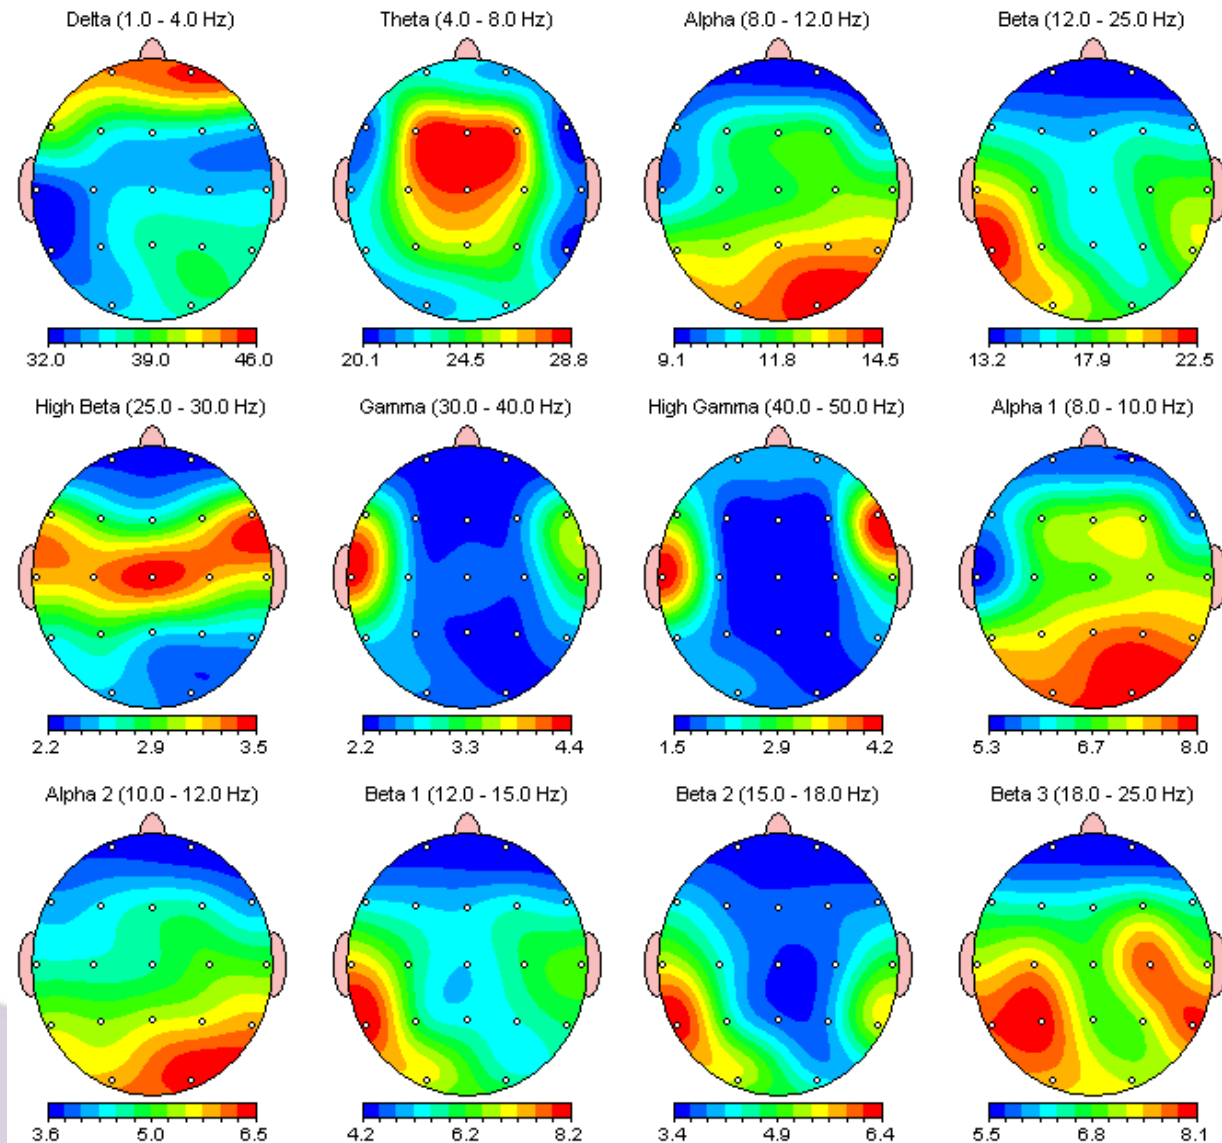 Delta (1.0 - 4.0 Hz) Theta (4.0 - 8.0 Hz) Alpha (8.0 - 12.0 Hz) Beta (12.0 - 25.0 Hz)
32.0 39.0 46.0 20.1 24.5 28.8 9.1 11.8 14.5 13.2 17.9 22.5
High Beta (25.0 - 30.0 Hz) Gamma (30.0 - 40.0 Hz) High Gamma (40.0 - 50.0 Hz) Alpha 1 (8.0 - 10.0 Hz)
2.2 2.9 3.5 2.2 3.3 4.4 1.5 2.9 4.2 5.3 6.7 8.0
Alpha 2 (10.0 - 12.0 Hz) Beta 1 (12.0 - 15.0 Hz) Beta 2 (15.0 - 18.0 Hz) Beta 3 (18.0 - 25.0 Hz)
3.6 5.0 6.5 4.2 6.2 8.2 3.4 4.9 6.4 5.5 6.8 8.1